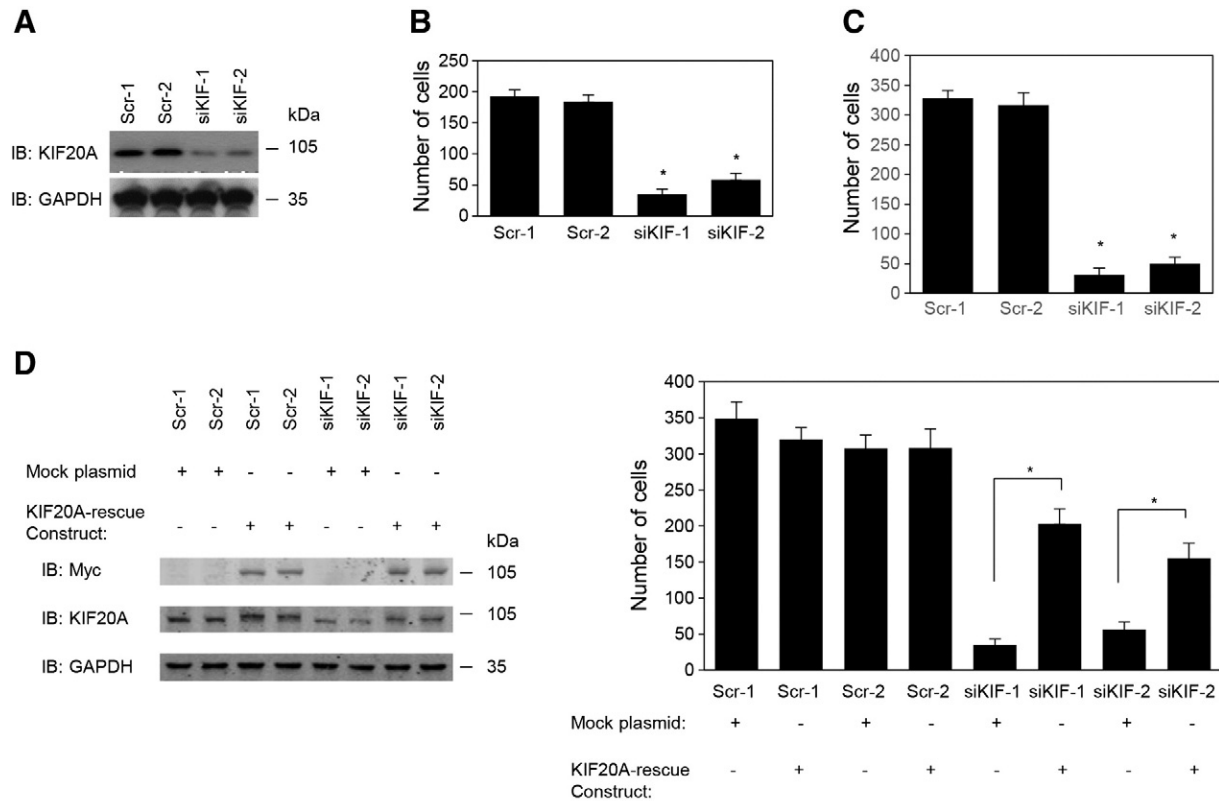 A
Scr-1 Scr-2 siKIF-1 siKIF-2
kDa
IB: KIF20A — 105
IB: GAPDH — 35
B
Number of cells
250
200
150
100
50
0
* *
Scr-1 Scr-2 siKIF-1 siKIF-2
C
Number of cells
400
350
300
250
200
150
100
50
0
* *
Scr-1 Scr-2 siKIF-1 siKIF-2
D
Scr-1 Scr-2 Scr-1 Scr-2 siKIF-1 siKIF-2 siKIF-1 siKIF-2
Mock plasmid + + - - + + - -
KIF20A-rescue
Construct: - - + + - - + +
kDa
IB: Myc — 105
IB: KIF20A — 105
IB: GAPDH — 35
Number of cells
400
350
300
250
200
150
100
50
0
* *
Scr-1 Scr-1 Scr-2 Scr-2 siKIF-1 siKIF-1 siKIF-2 siKIF-2
Mock plasmid: + - + - + - + -
KIF20A-rescue - + - + - + - +
Construct: